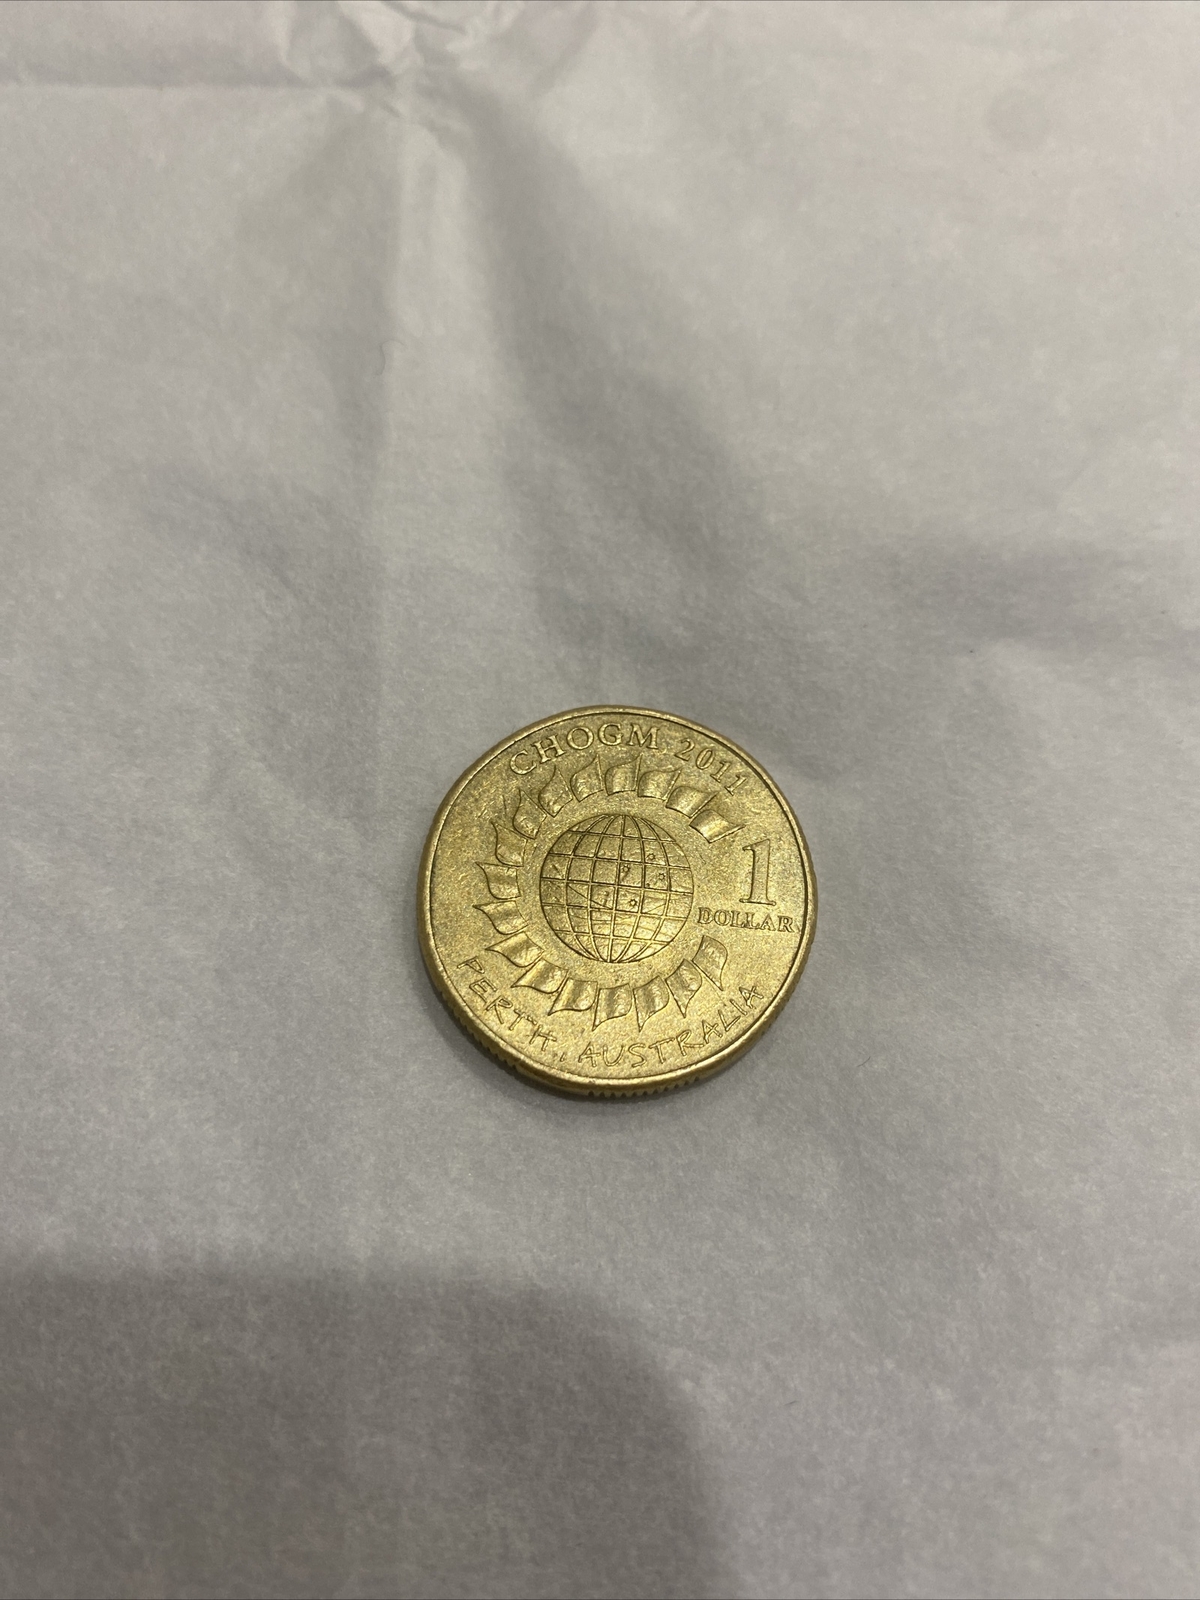 CHOGM 2011
1
DOLLAR
PERTH, AUSTRALIA